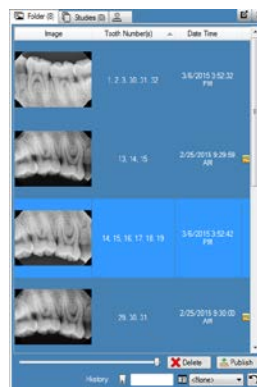 Folder (8) Studies (0)
Image Tooth Number(s) Date Time
1, 2, 3, 30, 31, 32 3/6/2015 3:52:32 PM
13, 14, 15 2/25/2015 9:29:59 AM
14, 15, 16, 17, 18, 19 3/6/2015 3:52:42 PM
29, 30, 31 2/25/2015 9:30:00 AM
Delete Publish
History <None>